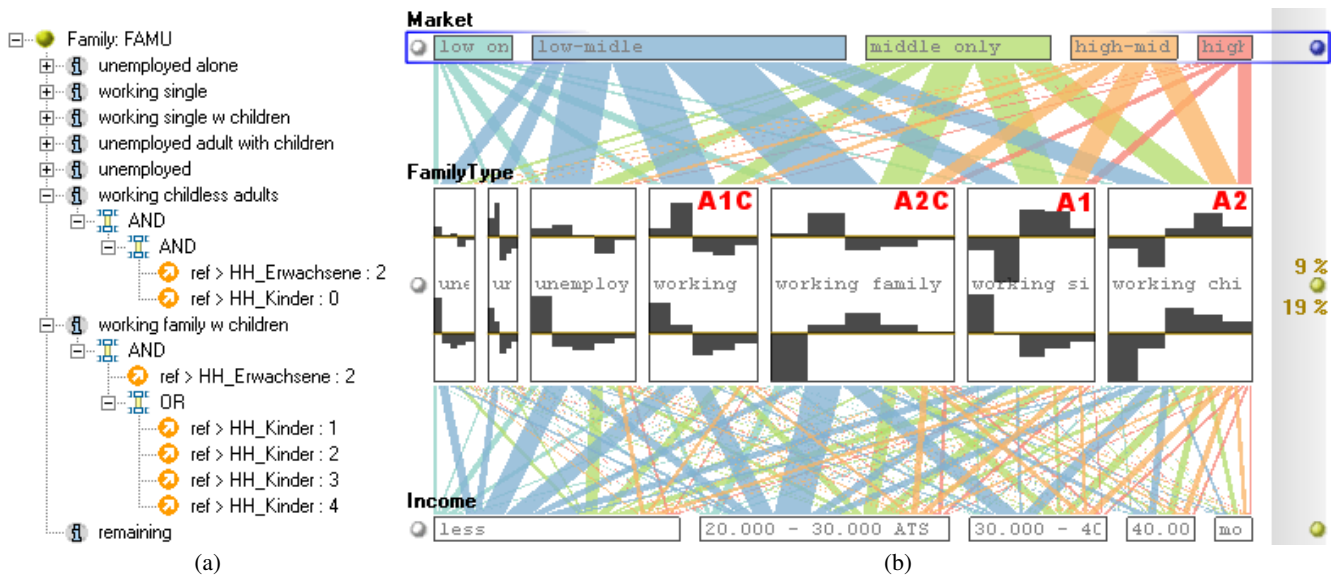 Family: FAMU
unemployed alone
working single
working single w children
unemployed adult with children
unemployed
working childless adults
AND
AND
ref > HH_Erwachsene : 2
ref > HH_Kinder : 0
working family w children
AND
ref > HH_Erwachsene : 2
OR
ref > HH_Kinder : 1
ref > HH_Kinder : 2
ref > HH_Kinder : 3
ref > HH_Kinder : 4
remaining
(a)
Market
low on low-midle middle only high-mid high
FamilyType
A1C A2C A1 A2
une ur unemploy working working family working si working chi
9 %
19 %
Income
less 20.000 - 30.000 ATS 30.000 - 40 40.00 mo
(b)